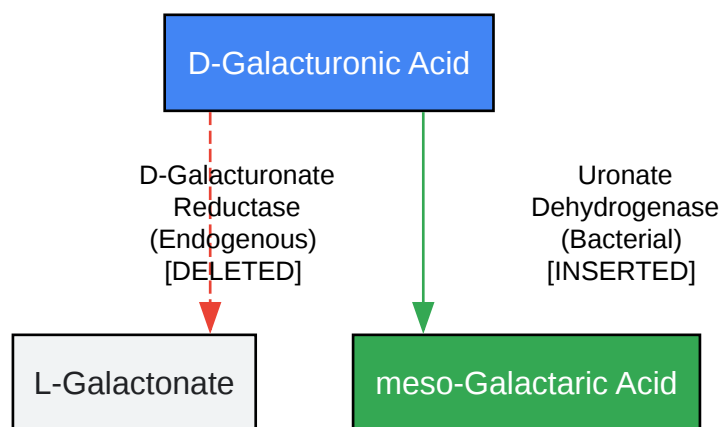 D-Galacturonic Acid
D-Galacturonate
Reductase
(Endogenous)
[DELETED]
Uronate
Dehydrogenase
(Bacterial)
[INSERTED]
L-Galactonate
meso-Galactaric Acid